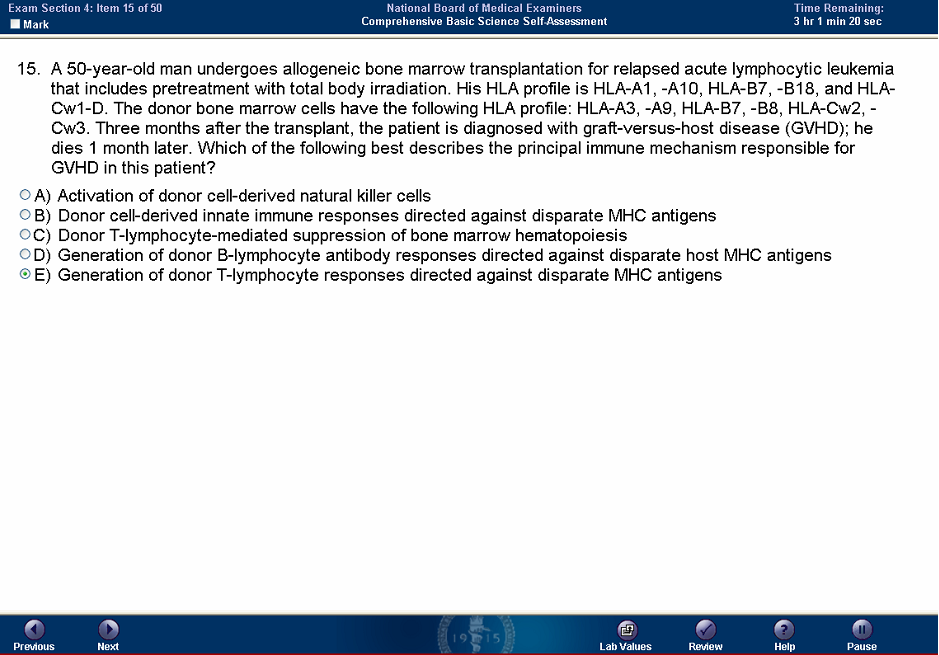 Exam Section 4: Item 15 of 50
National Board of Medical Examiners
Time Remaining:
Mark
Comprehensive Basic Science Self-Assessment
3 hr 1 min 20 sec
15. A 50-year-old man undergoes allogeneic bone marrow transplantation for relapsed acute lymphocytic leukemia
that includes pretreatment with total body irradiation. His HLA profile is HLA-A1, -A10, HLA-B7, -B18, and HLA-
Cw1-D. The donor bone marrow cells have the following HLA profile: HLA-A3, -A9, HLA-B7, -B8, HLA-Cw2, -
Cw3. Three months after the transplant, the patient is diagnosed with graft-versus-host disease (GVHD); he
dies 1 month later. Which of the following best describes the principal immune mechanism responsible for
GVHD in this patient?
A) Activation of donor cell-derived natural killer cells
B) Donor cell-derived innate immune responses directed against disparate MHC antigens
C) Donor T-lymphocyte-mediated suppression of bone marrow hematopoiesis
D) Generation of donor B-lymphocyte antibody responses directed against disparate host MHC antigens
E) Generation of donor T-lymphocyte responses directed against disparate MHC antigens
19 15
Previous
Next
Lab Values
Review
Help
Pause